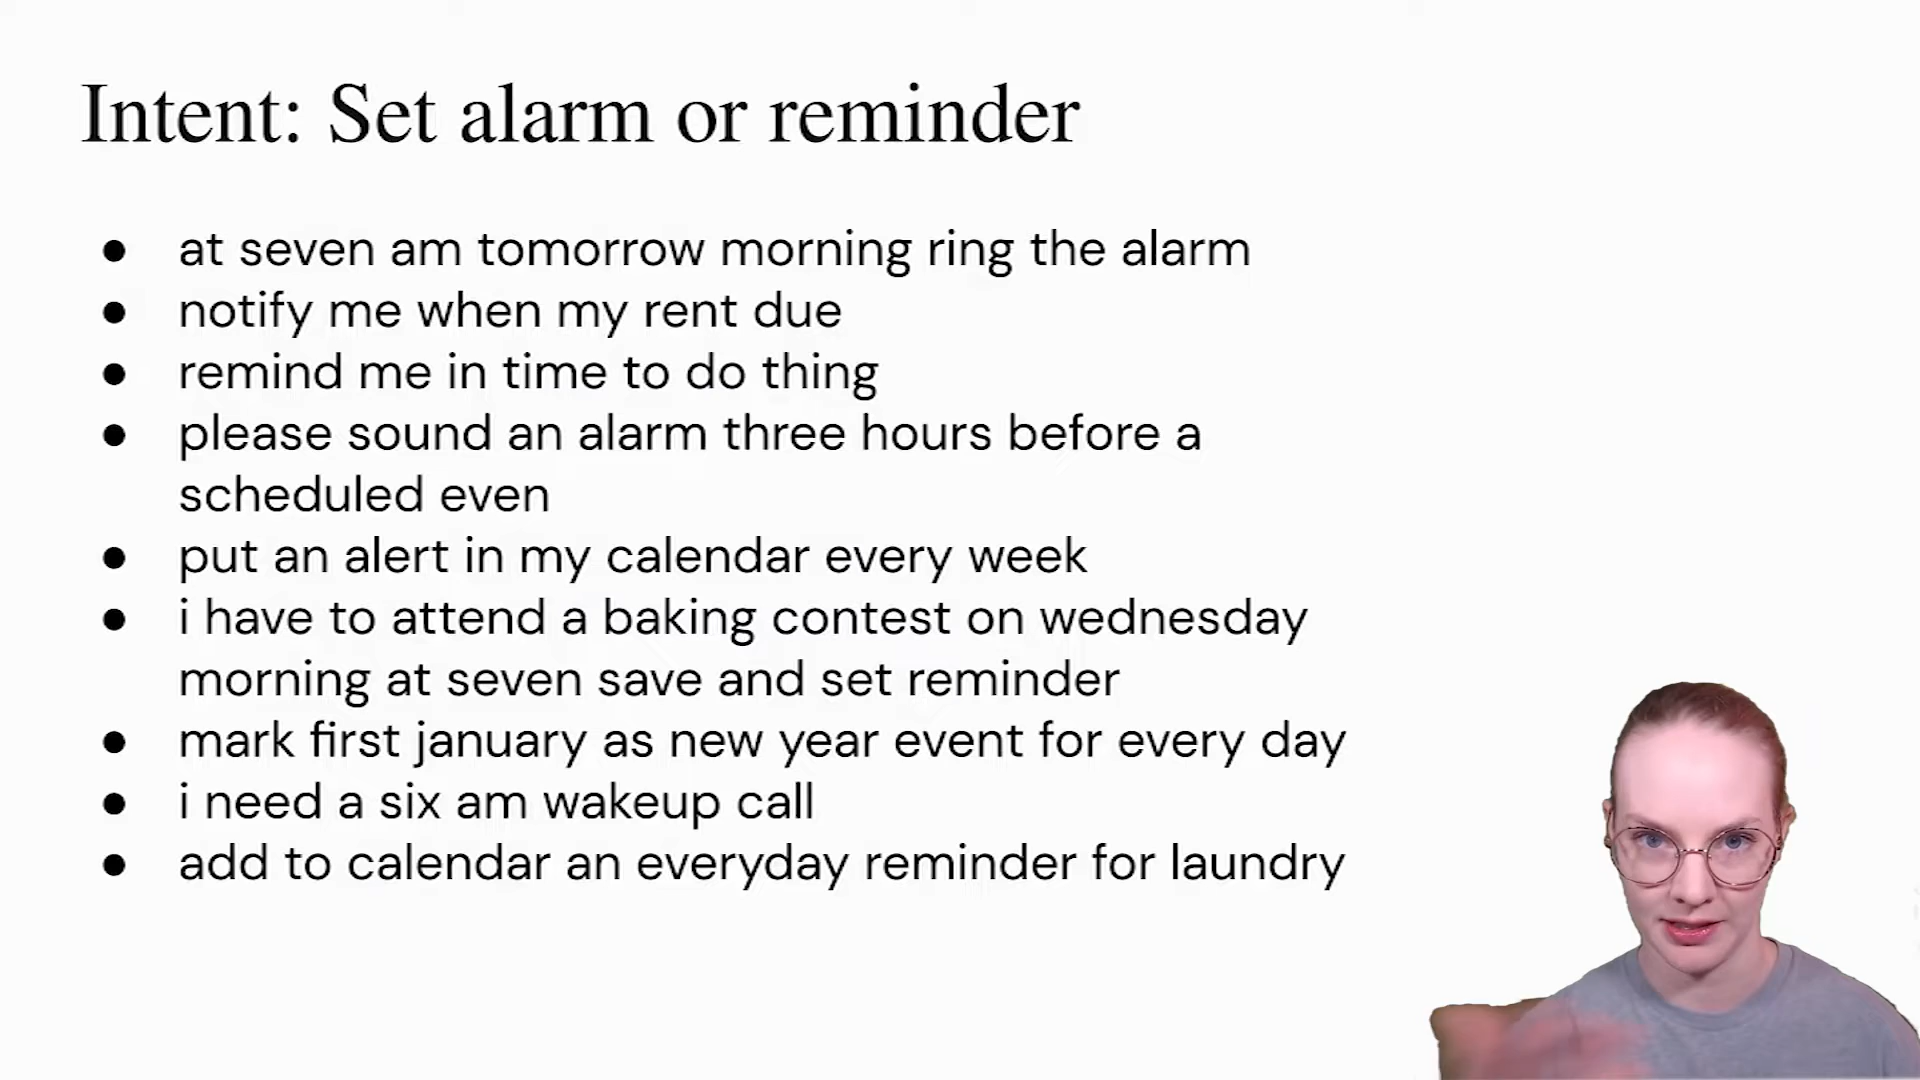 Intent: Set alarm or reminder
● at seven am tomorrow morning ring the alarm
● notify me when my rent due
● remind me in time to do thing
● please sound an alarm three hours before a
scheduled even
● put an alert in my calendar every week
● i have to attend a baking contest on wednesday
morning at seven save and set reminder
● mark first january as new year event for every day
● i need a six am wakeup call
● add to calendar an everyday reminder for laundry